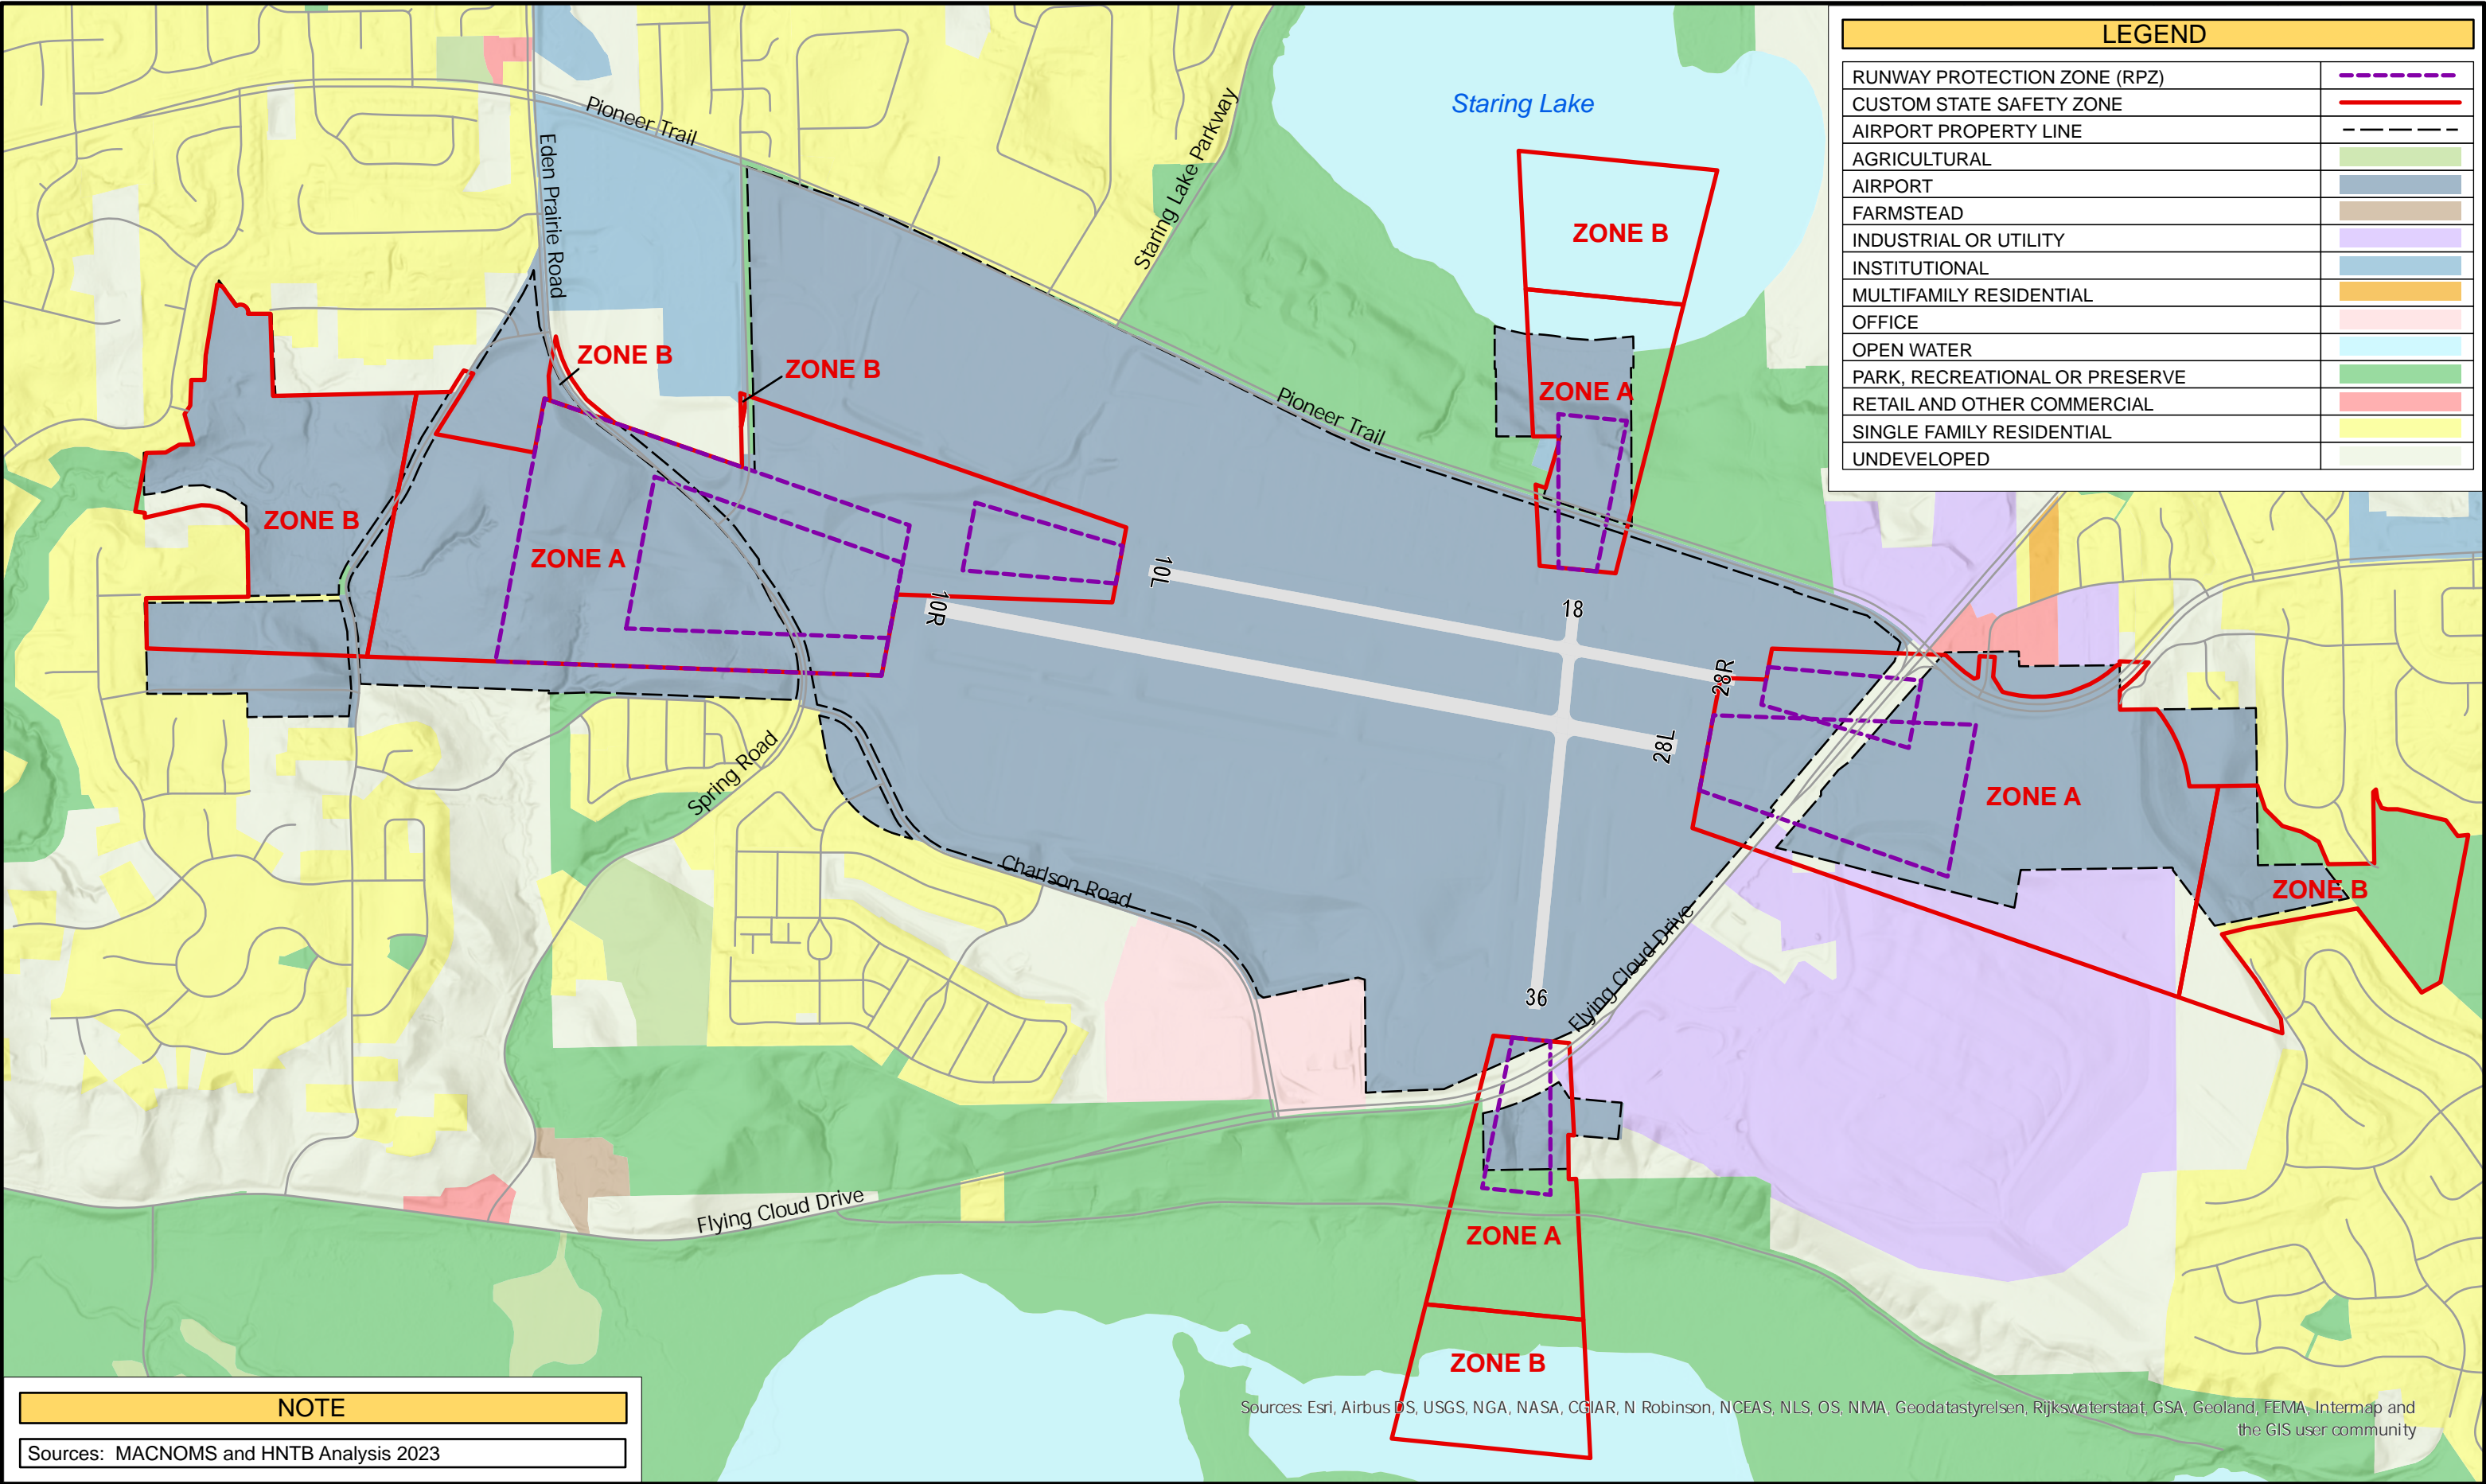 LEGEND
RUNWAY PROTECTION ZONE (RPZ)
CUSTOM STATE SAFETY ZONE
AIRPORT PROPERTY LINE
AGRICULTURAL
AIRPORT
FARMSTEAD
INDUSTRIAL OR UTILITY
INSTITUTIONAL
MULTIFAMILY RESIDENTIAL
OFFICE
OPEN WATER
PARK, RECREATIONAL OR PRESERVE
RETAIL AND OTHER COMMERCIAL
SINGLE FAMILY RESIDENTIAL
UNDEVELOPED
Staring Lake
Pioneer Trail
Eden Prairie Road
Staring Lake Parkway
ZONE B
ZONE B
ZONE B
ZONE A
Pioneer Trail
ZONE B
ZONE A
10L
10R
18
28R
28L
ZONE A
Spring Road
Charlson Road
ZONE B
Flying Cloud Drive
36
Flying Cloud Drive
ZONE A
ZONE B
NOTE
Sources: MACNOMS and HNTB Analysis 2023
Sources: Esri, Airbus DS, USGS, NGA, NASA, CGIAR, N Robinson, NCEAS, NLS, OS, NMA, Geodatastyrelsen, Rijkswaterstaat, GSA, Geoland, FEMA, Intermap and
the GIS user community